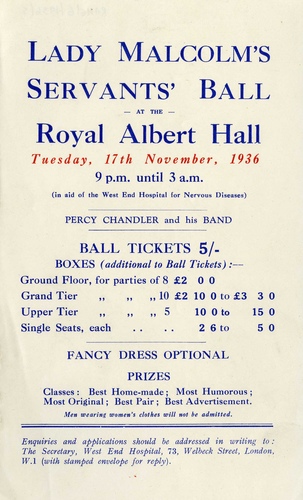 LADY MALCOLM'S
SERVANTS' BALL
— AT THE —
Royal Albert Hall
Tuesday, 17th November, 1936
9 p.m. until 3 a.m.
(in aid of the West End Hospital for Nervous Diseases)
PERCY CHANDLER and his BAND
BALL TICKETS 5/-
BOXES (additional to Ball Tickets) :—
Ground Floor, for parties of 8 £2 0 0
Grand Tier ,, ,, ,, 10 £2 10 0 to £3 3 0
Upper Tier ,, ,, ,, 5 10 0 to 15 0
Single Seats, each .. .. 2 6 to 5 0
FANCY DRESS OPTIONAL
PRIZES
Classes : Best Home-made ; Most Humorous ;
Most Original ; Best Pair ; Best Advertisement.
Men wearing women's clothes will not be admitted.
Enquiries and applications should be addressed in writing to :
The Secretary, West End Hospital, 73, Welbech Street, London,
W.1 (with stamped envelope for reply).